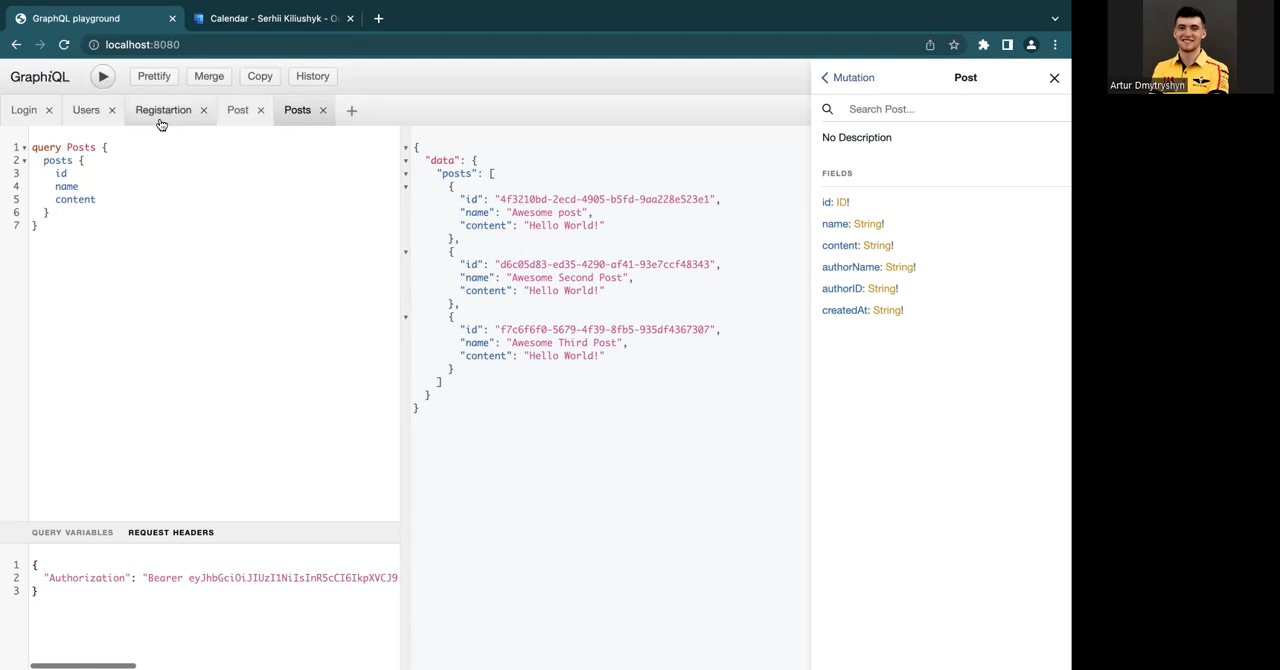 GraphQL playground
Calendar - Serhii Kiliushyk - O
localhost:8080
GraphiQL
Prettify
Merge
Copy
History
Login
Users
Registartion
Post
Posts
1 query Posts {
2 posts {
3 id
4 name
5 content
6 }
7 }
{
"data": {
"posts": [
{
"id": "4f3210bd-2ecd-4905-b5fd-9aa228e523e1",
"name": "Awesome post",
"content": "Hello World!"
},
{
"id": "d6c05d83-ed35-4290-af41-93e7ccf48343",
"name": "Awesome Second Post",
"content": "Hello World!"
},
{
"id": "f7c6f6f0-5679-4f39-8fb5-935df4367307",
"name": "Awesome Third Post",
"content": "Hello World!"
}
]
}
}
QUERY VARIABLES
REQUEST HEADERS
1 {
2 "Authorization": "Bearer eyJhbGciOiJIUzI1NiIsInR5cCI6IkpXVCJ9
3 }
Mutation
Post
Search Post...
No Description
FIELDS
id: ID!
name: String!
content: String!
authorName: String!
authorID: String!
createdAt: String!
Artur Dmytryshyn